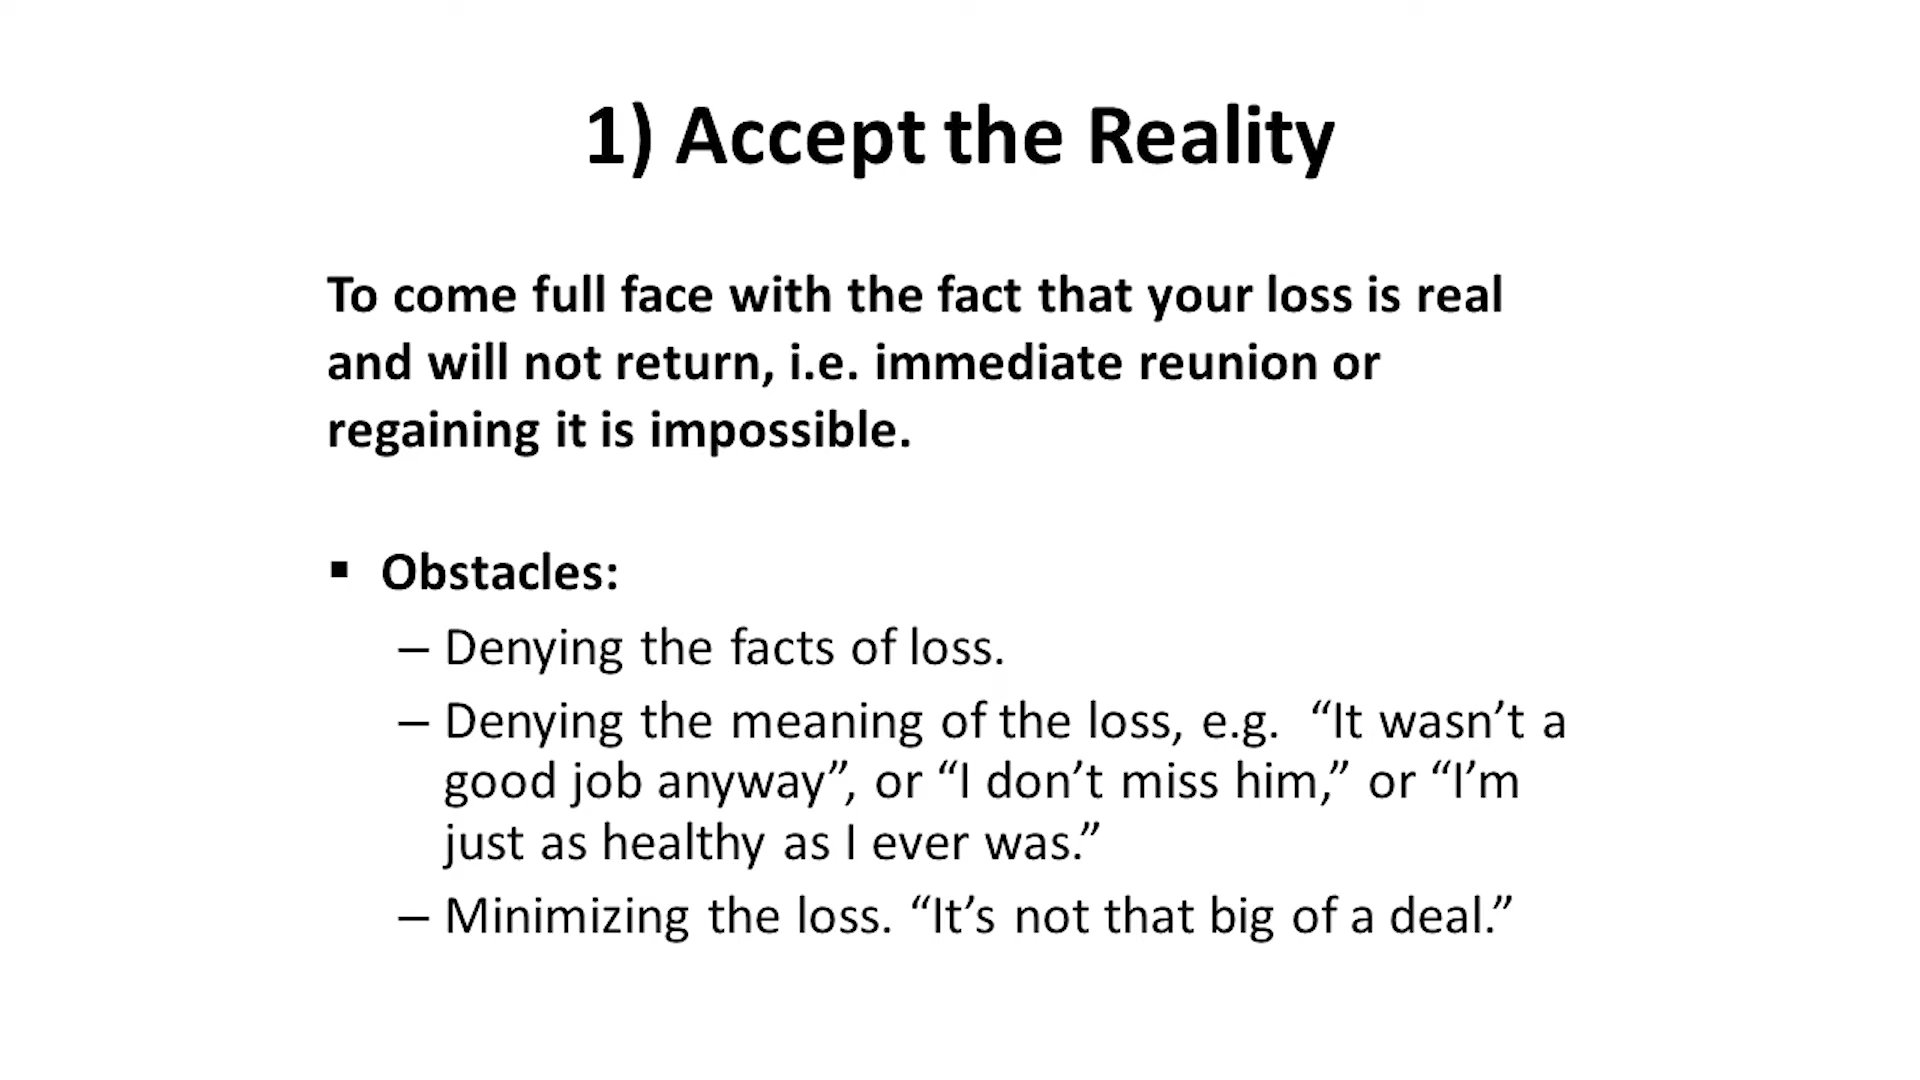 1) Accept the Reality
To come full face with the fact that your loss is real
and will not return, i.e. immediate reunion or
regaining it is impossible.
▪ Obstacles:
– Denying the facts of loss.
– Denying the meaning of the loss, e.g.  “It wasn’t a
good job anyway”, or “I don’t miss him,” or “I’m
just as healthy as I ever was.”
– Minimizing the loss. “It’s not that big of a deal.”